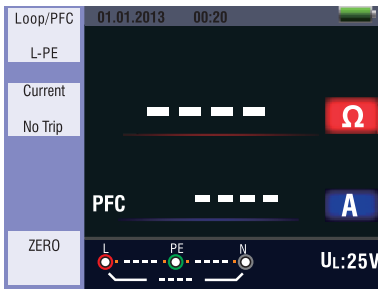 Loop/PFC
L-PE
01.01.2013 00:20
Current
No Trip
---- Ω
PFC ---- A
ZERO
L PE N
UL:25V